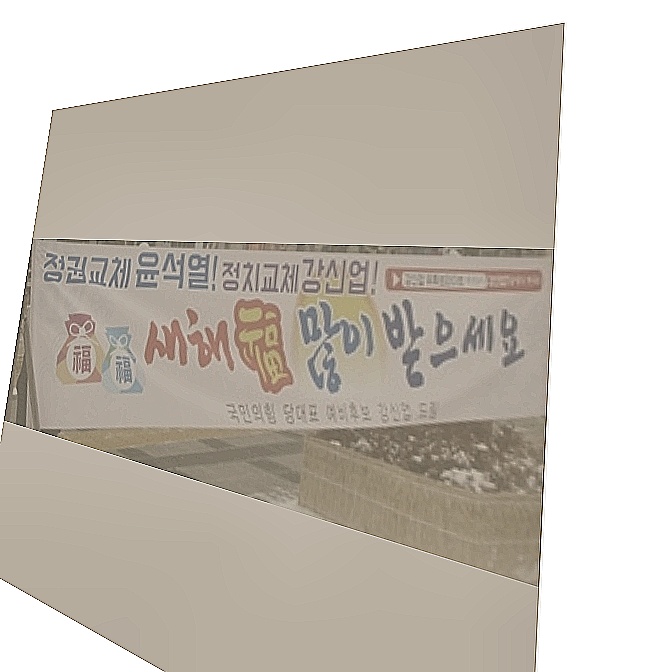 정권교체 윤석열! 정치교체 강신업!
새해 福 많이 받으세요
福 福
국민의힘 당대표 예비후보 강신업 드림